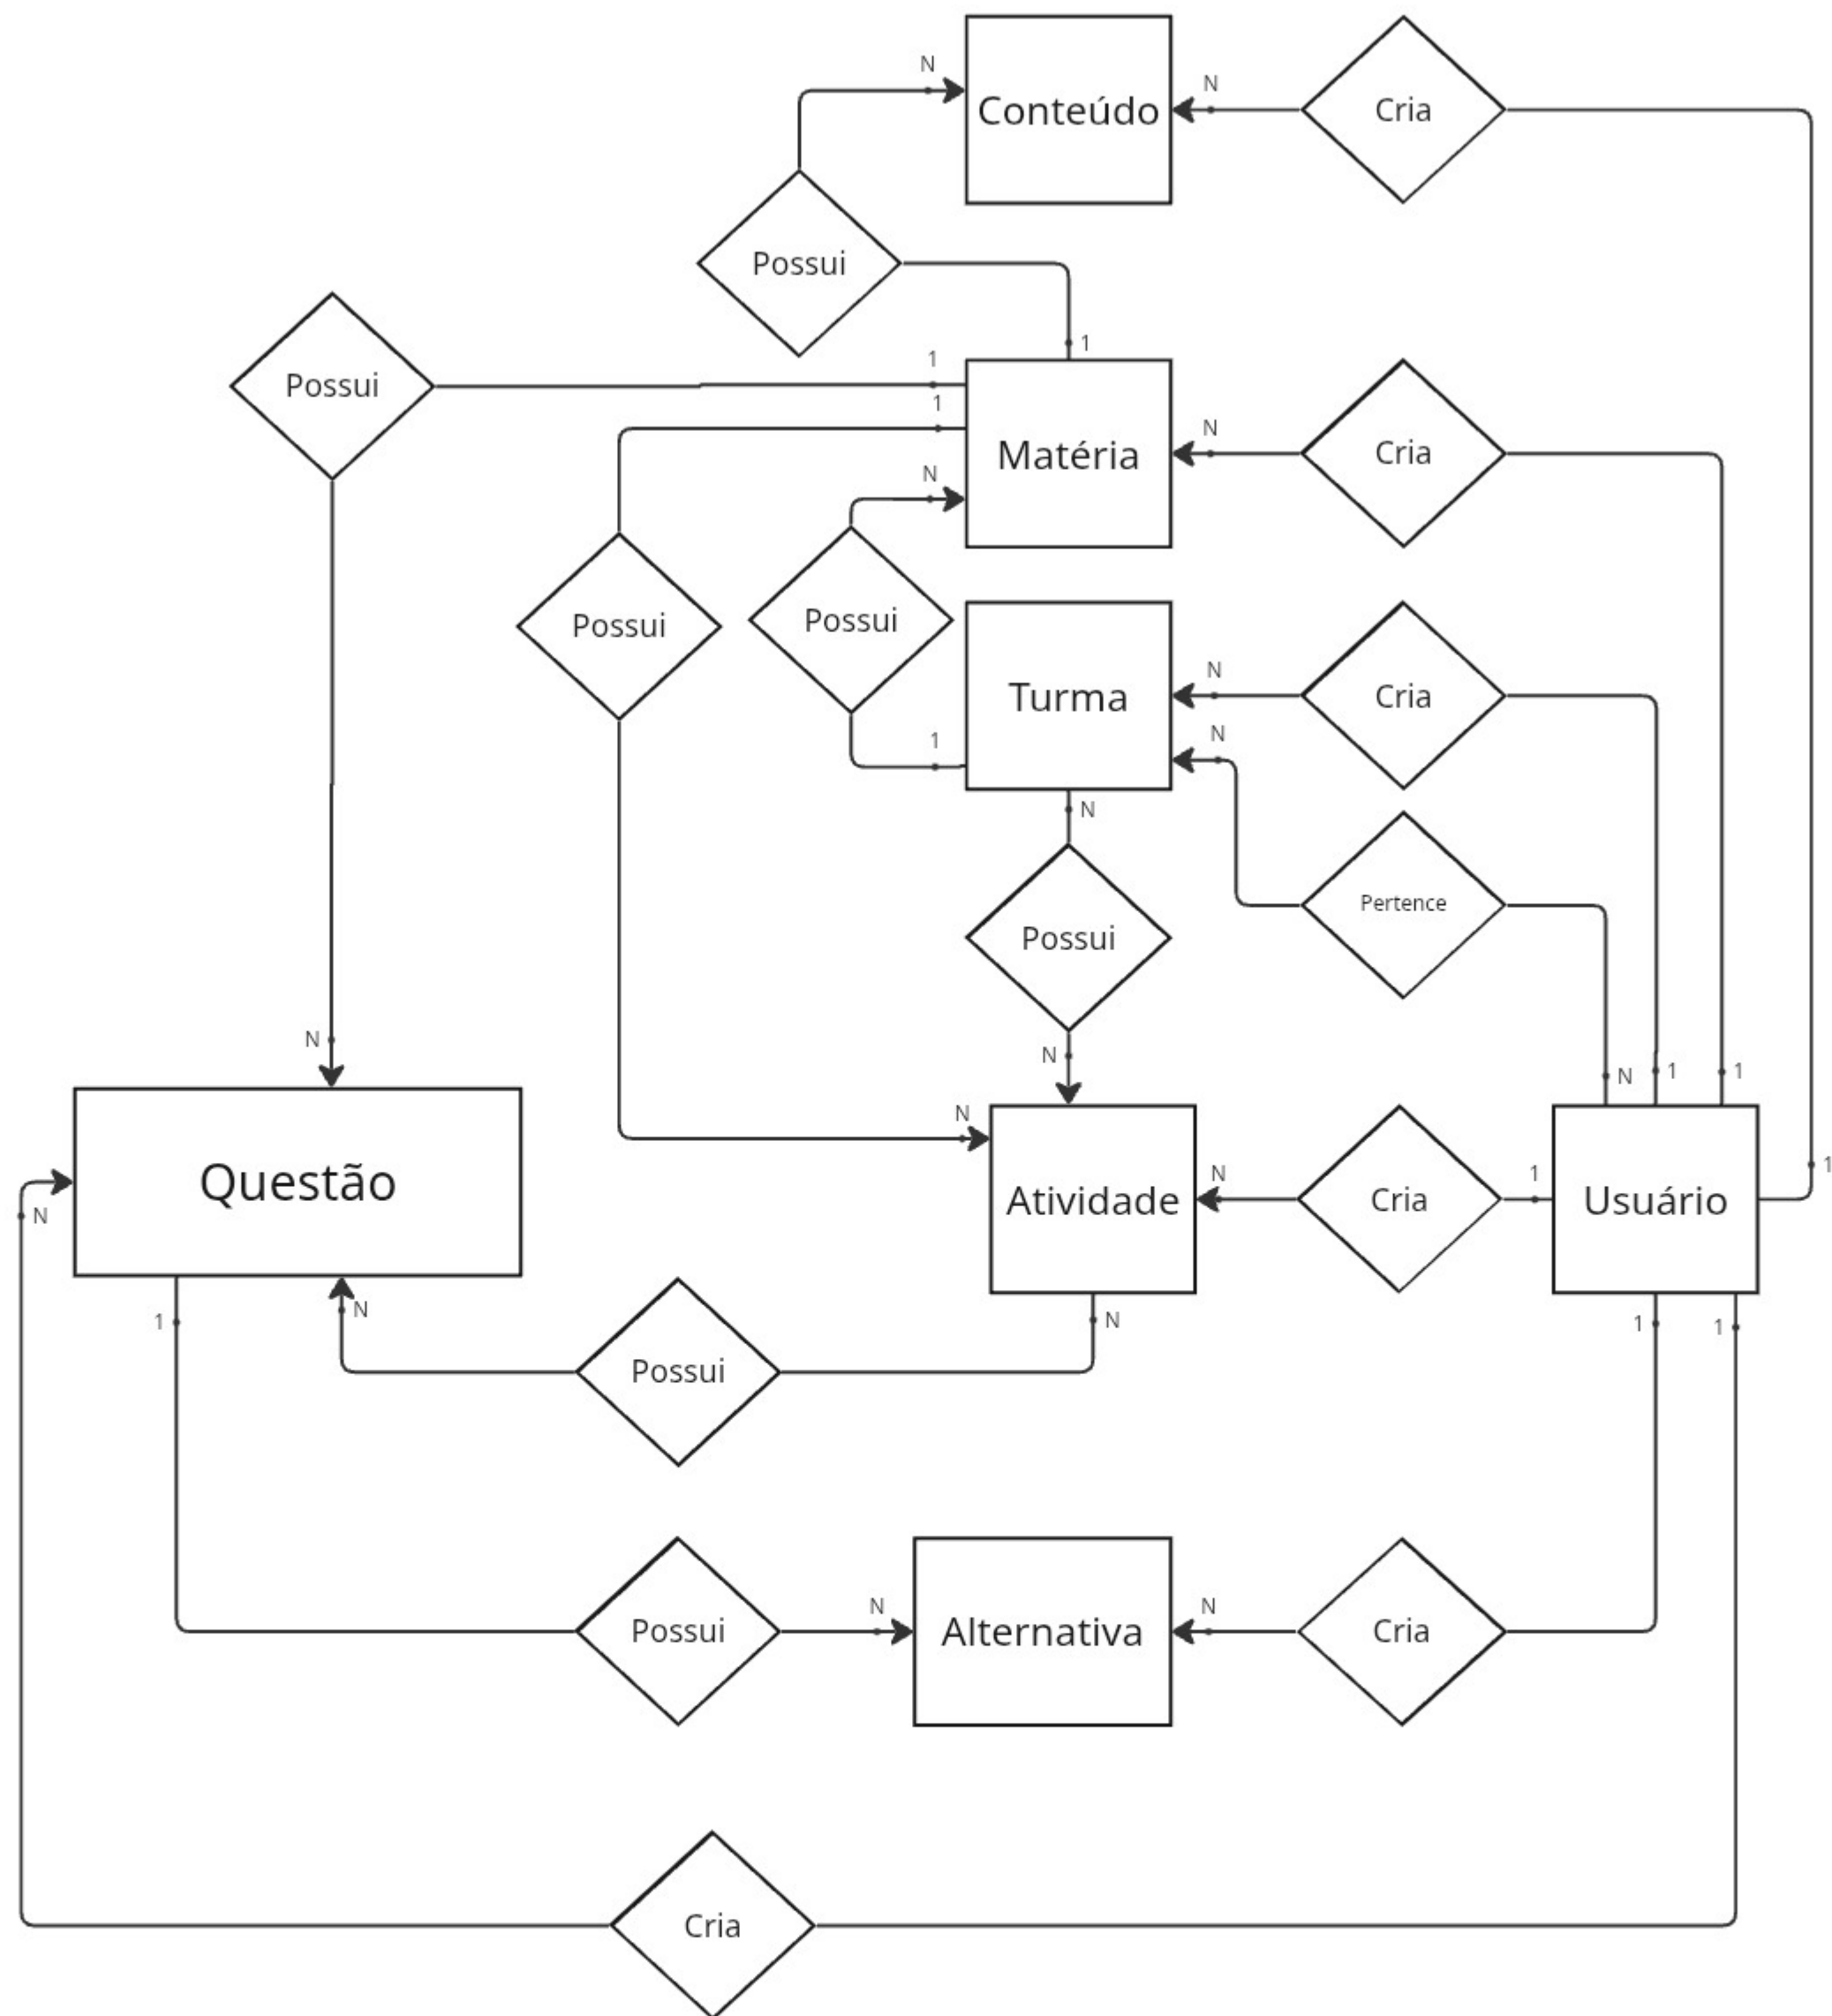 N
Conteúdo
N
Cria
Possui
1
Possui
1
1
N
Matéria
N
Cria
Possui
Possui
1
Turma
N
Cria
N
N
Pertence
Possui
N
N
N
1
1
N
N
1
Questão
N
Atividade
N
Cria
1
Usuário
1
N
N
1
1
1
Possui
Possui
N
Alternativa
N
Cria
Cria